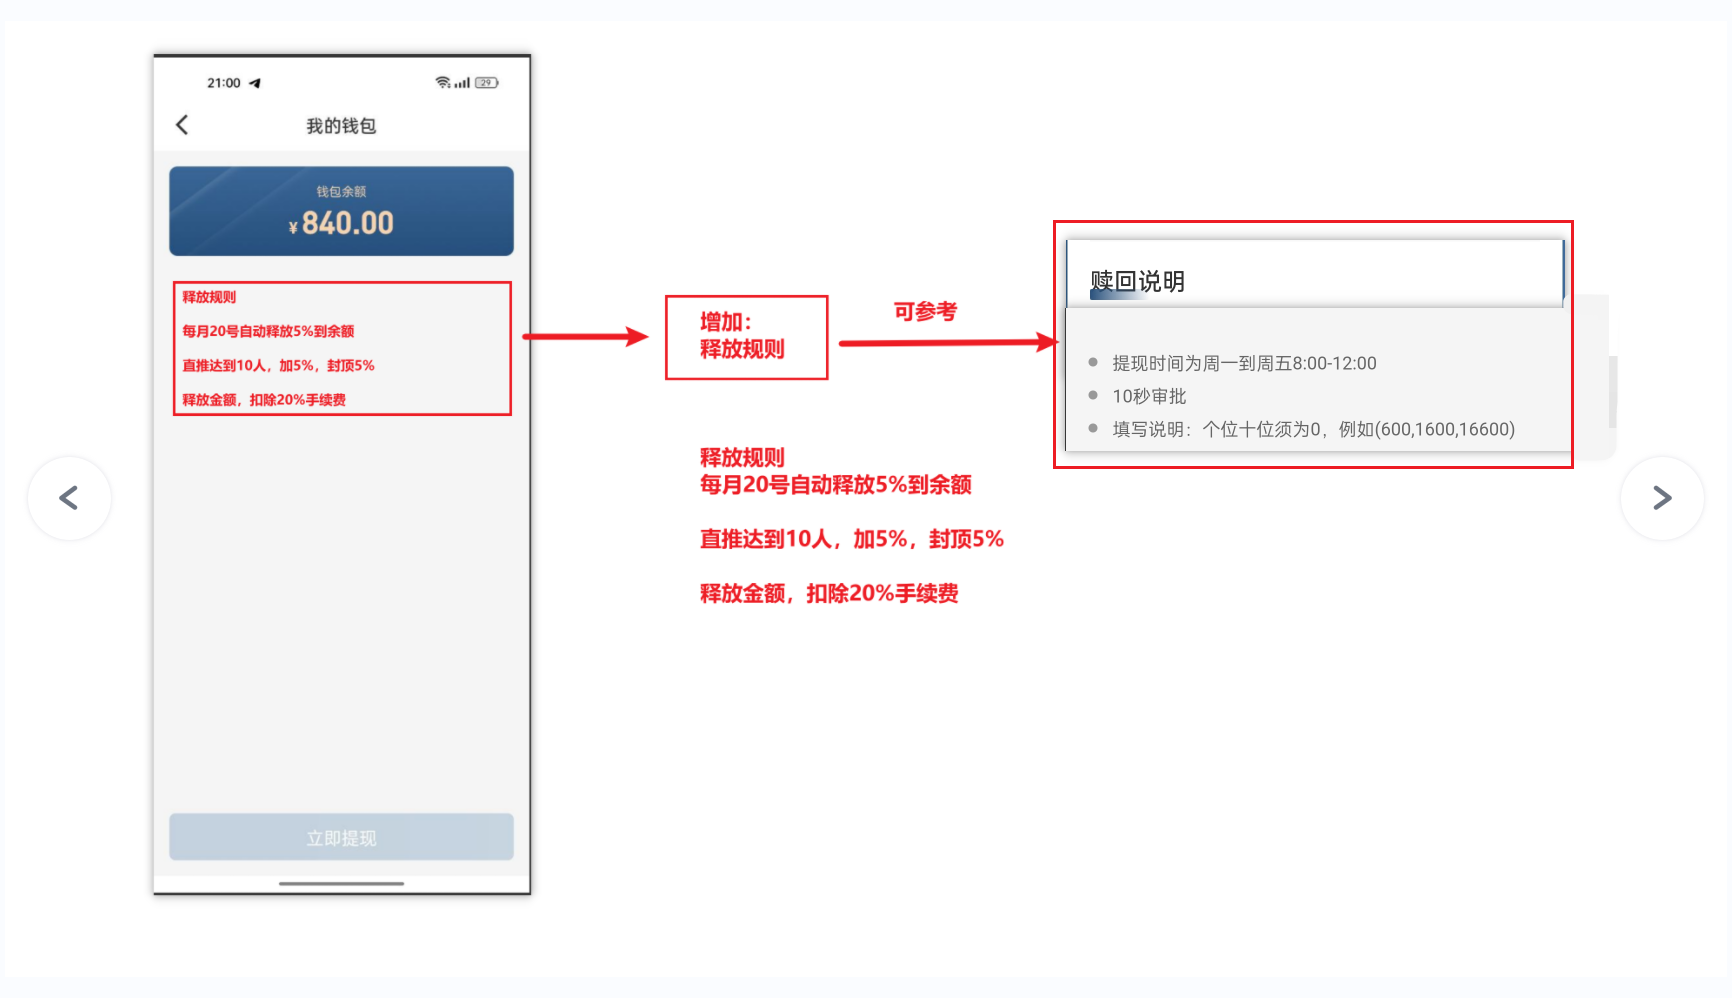 21:00
29
我的钱包
钱包余额
¥840.00
释放规则
每月20号自动释放5%到余额
直推达到10人，加5%，封顶5%
释放金额，扣除20%手续费
立即提现
增加：
释放规则
可参考
释放规则
每月20号自动释放5%到余额
直推达到10人，加5%，封顶5%
释放金额，扣除20%手续费
赎回说明
提现时间为周一到周五8:00-12:00
10秒审批
填写说明：个位十位须为0，例如(600,1600,16600)